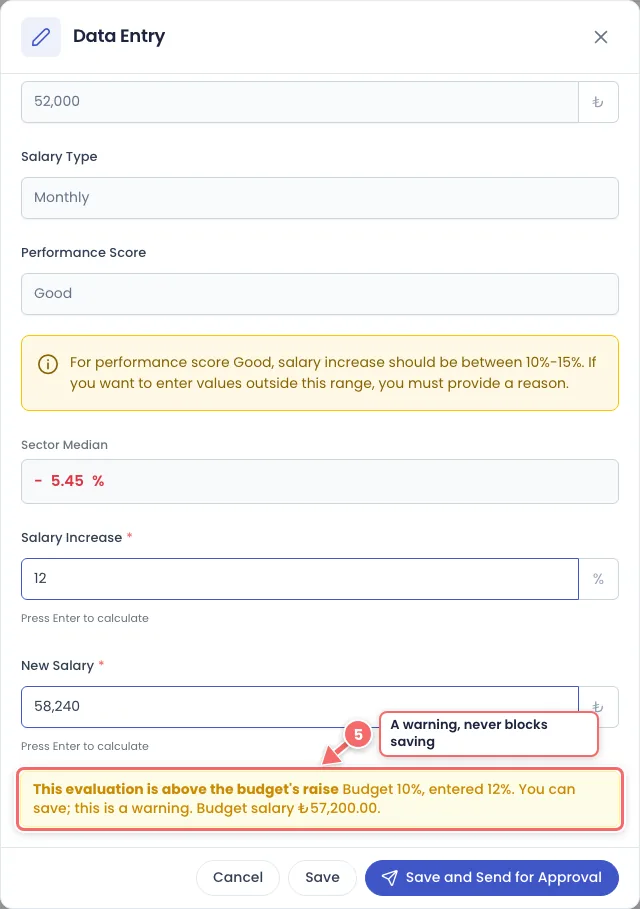 Data Entry
52,000
₺
Salary Type
Monthly
Performance Score
Good
For performance score Good, salary increase should be between 10%-15%. If
you want to enter values outside this range, you must provide a reason.
Sector Median
- 5.45 %
Salary Increase *
12
%
Press Enter to calculate
New Salary *
58,240
₺
5
A warning, never blocks
saving
Press Enter to calculate
This evaluation is above the budget's raise Budget 10%, entered 12%. You can
save; this is a warning. Budget salary ₺57,200.00.
Cancel
Save
Save and Send for Approval